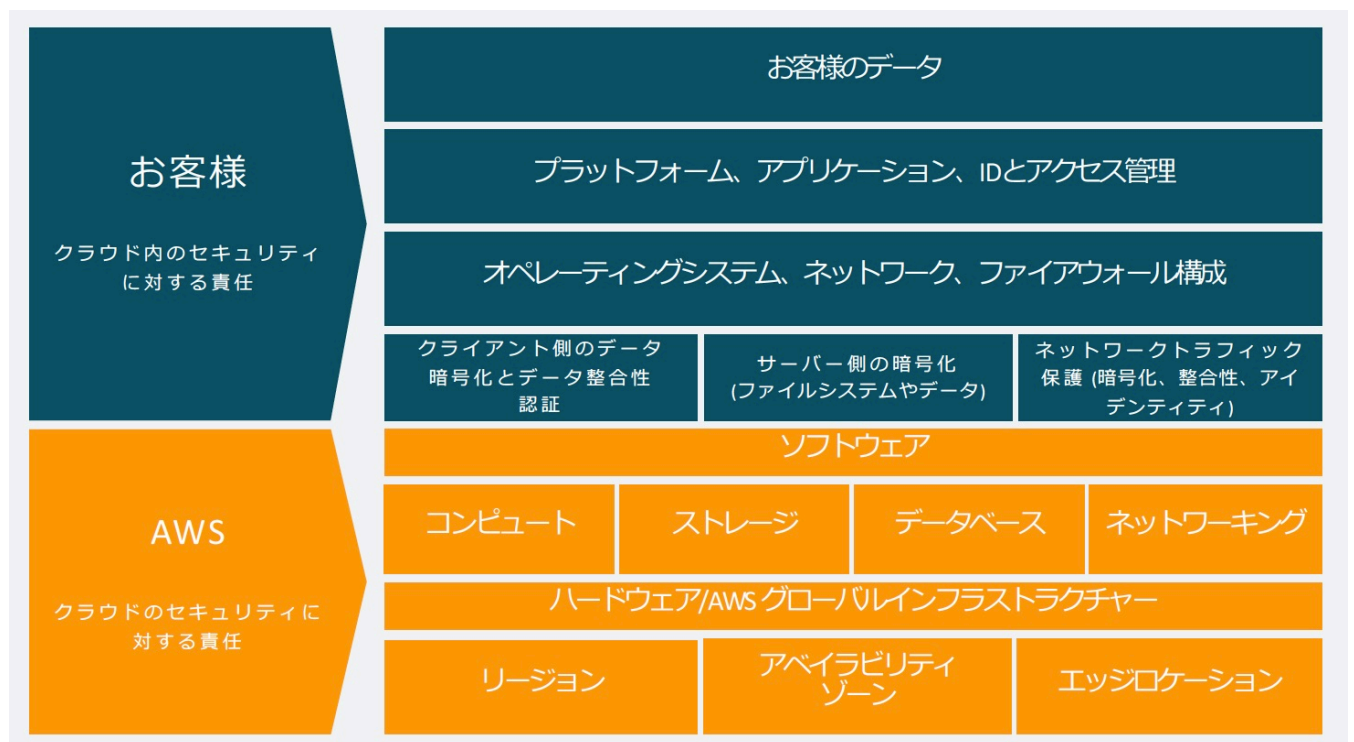 お客様
クラウド内のセキュリティ
に対する責任
お客様のデータ
プラットフォーム、アプリケーション、IDとアクセス管理
オペレーティングシステム、ネットワーク、ファイアウォール構成
クライアント側のデータ
暗号化とデータ整合性
認証
サーバー側の暗号化
(ファイルシステムやデータ)
ネットワークトラフィック
保護 (暗号化、整合性、アイ
デンティティ)
AWS
クラウドのセキュリティに
対する責任
ソフトウェア
コンピュート
ストレージ
データベース
ネットワーキング
ハードウェア/AWS グローバルインフラストラクチャー
リージョン
アベイラビリティ
ゾーン
エッジロケーション